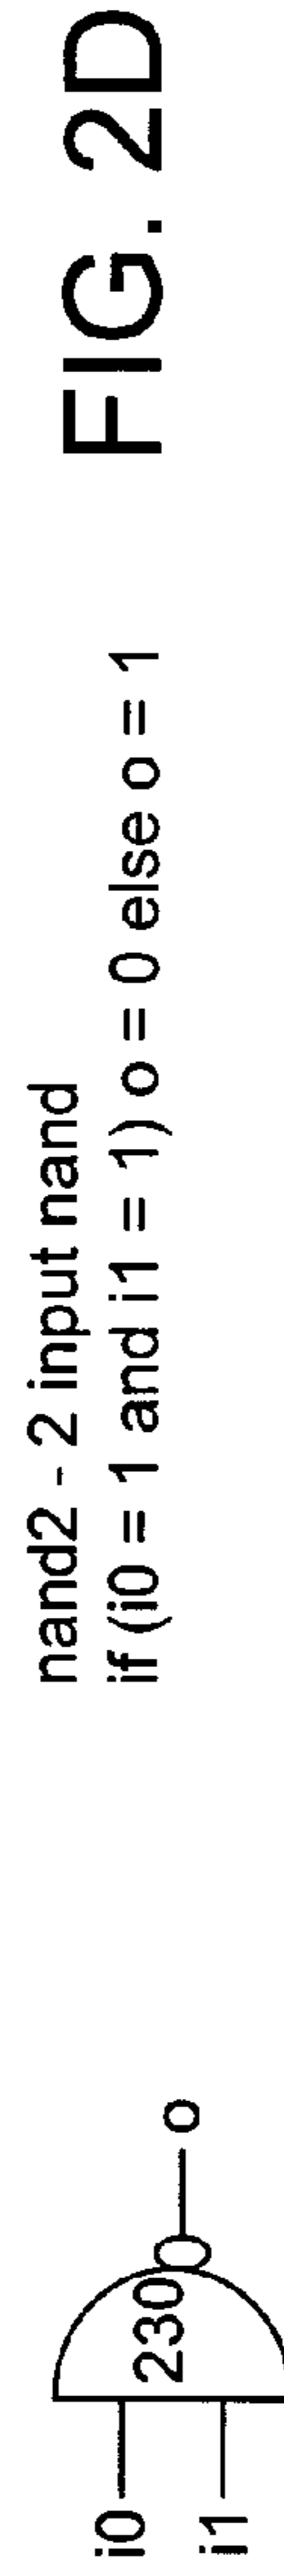 i0
i1
230
o
nand2 - 2 input nand
if (i0 = 1 and i1 = 1) o = 0 else o = 1
FIG. 2D